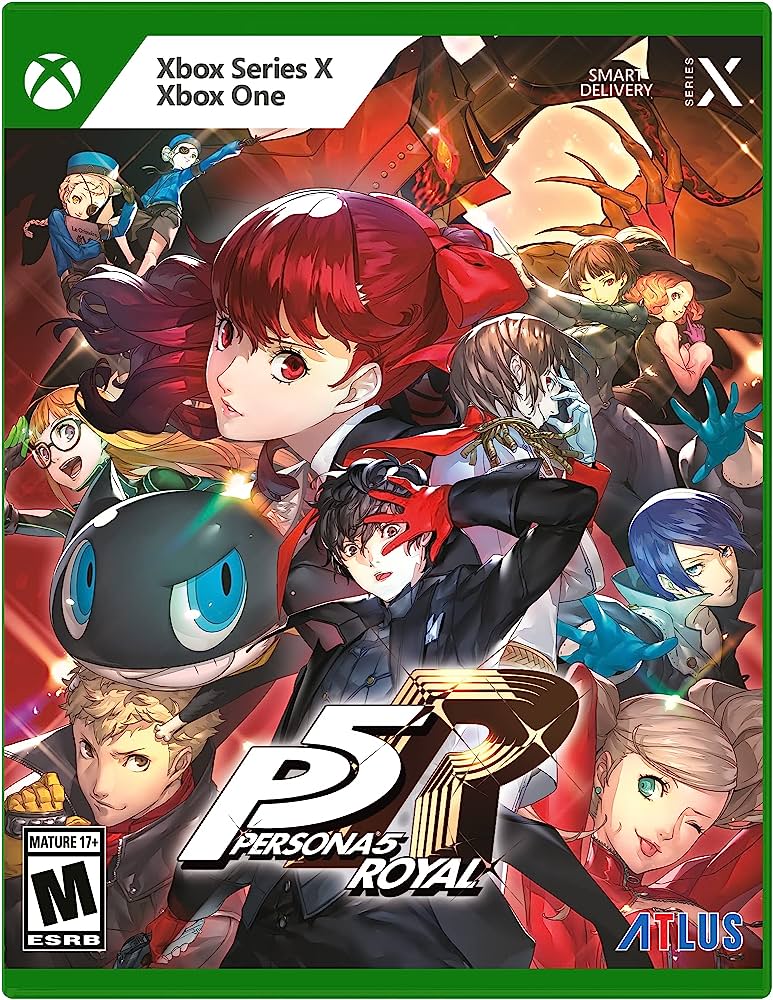 Xbox Series X
Xbox One
SMART
DELIVERY
SERIES X
P5R
PERSONA5
ROYAL
MATURE 17+
M
ESRB
ATLUS